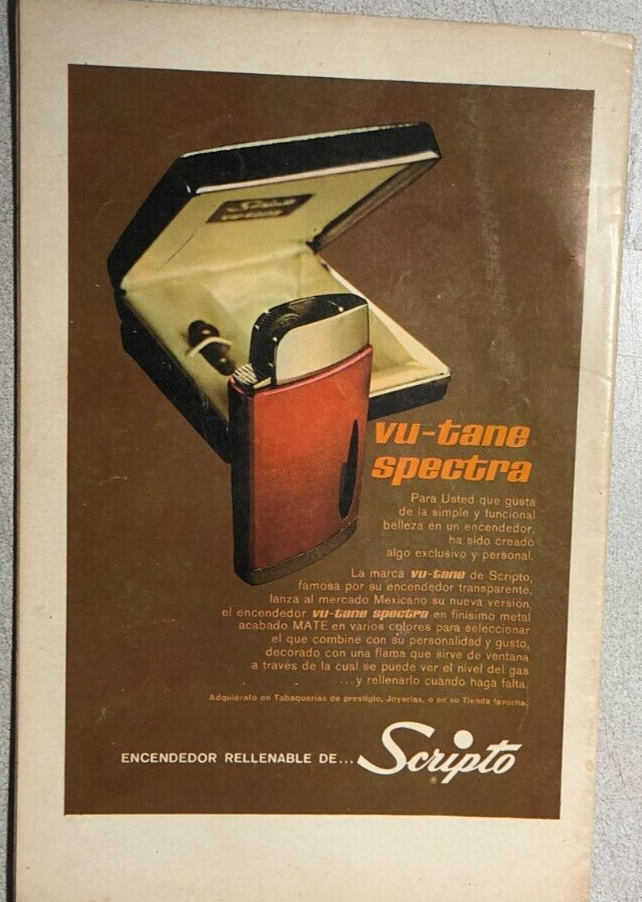 Scripto
vu-tane
vu-tane
spectra
Para Usted que gusta
de la simple y funcional
belleza en un encendedor,
ha sido creado
algo exclusivo y personal.
La marca vu-tane de Scripto,
famosa por su encendedor transparente,
lanza al mercado Mexicano su nueva versión,
el encendedor vu-tane spectra en finísimo metal
acabado MATE en varios colores para seleccionar
el que combine con su personalidad y gusto,
decorado con una flama que sirve de ventana
a través de la cual se puede ver el nivel del gas
...y rellenarlo cuando haga falta.
Adquiéralo en Tabaquerías de prestigio, Joyerías, o en su Tienda favorita.
ENCENDEDOR RELLENABLE DE... Scripto®